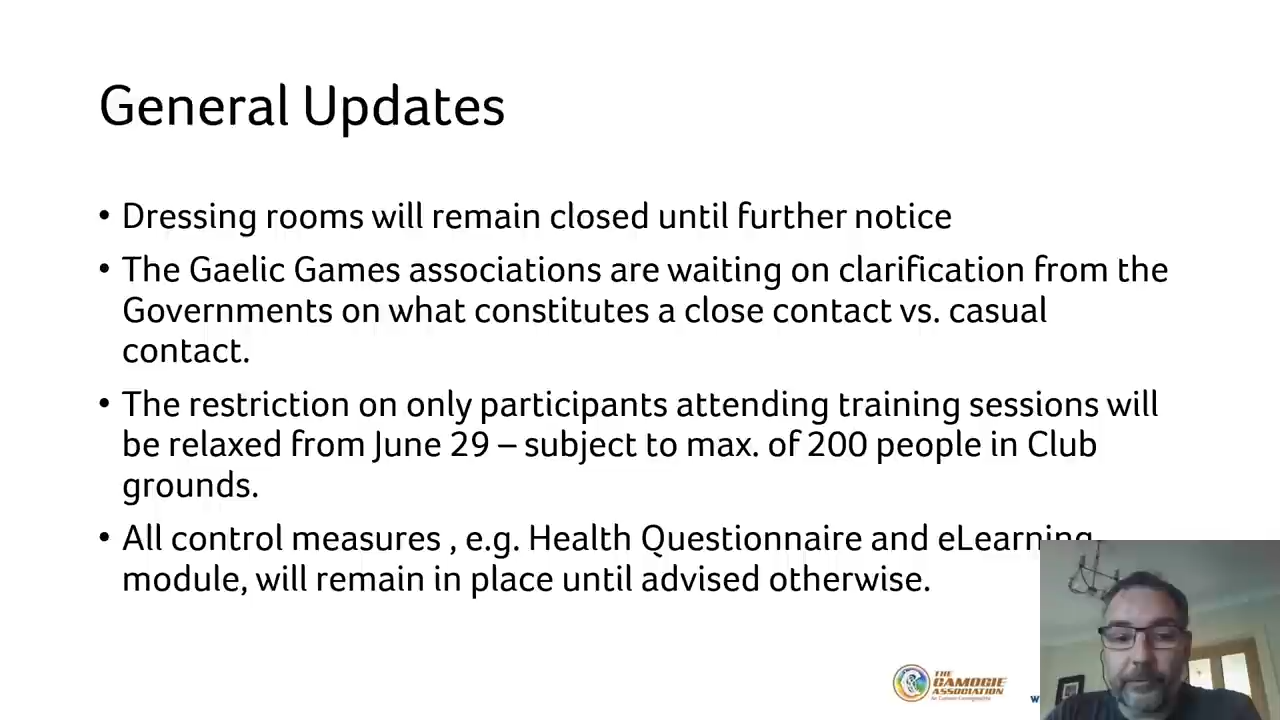 General Updates
• Dressing rooms will remain closed until further notice
• The Gaelic Games associations are waiting on clarification from the
Governments on what constitutes a close contact vs. casual
contact.
• The restriction on only participants attending training sessions will
be relaxed from June 29 – subject to max. of 200 people in Club
grounds.
• All control measures , e.g. Health Questionnaire and eLearning
module, will remain in place until advised otherwise.
THE
CAMOGIE
ASSOCIATION